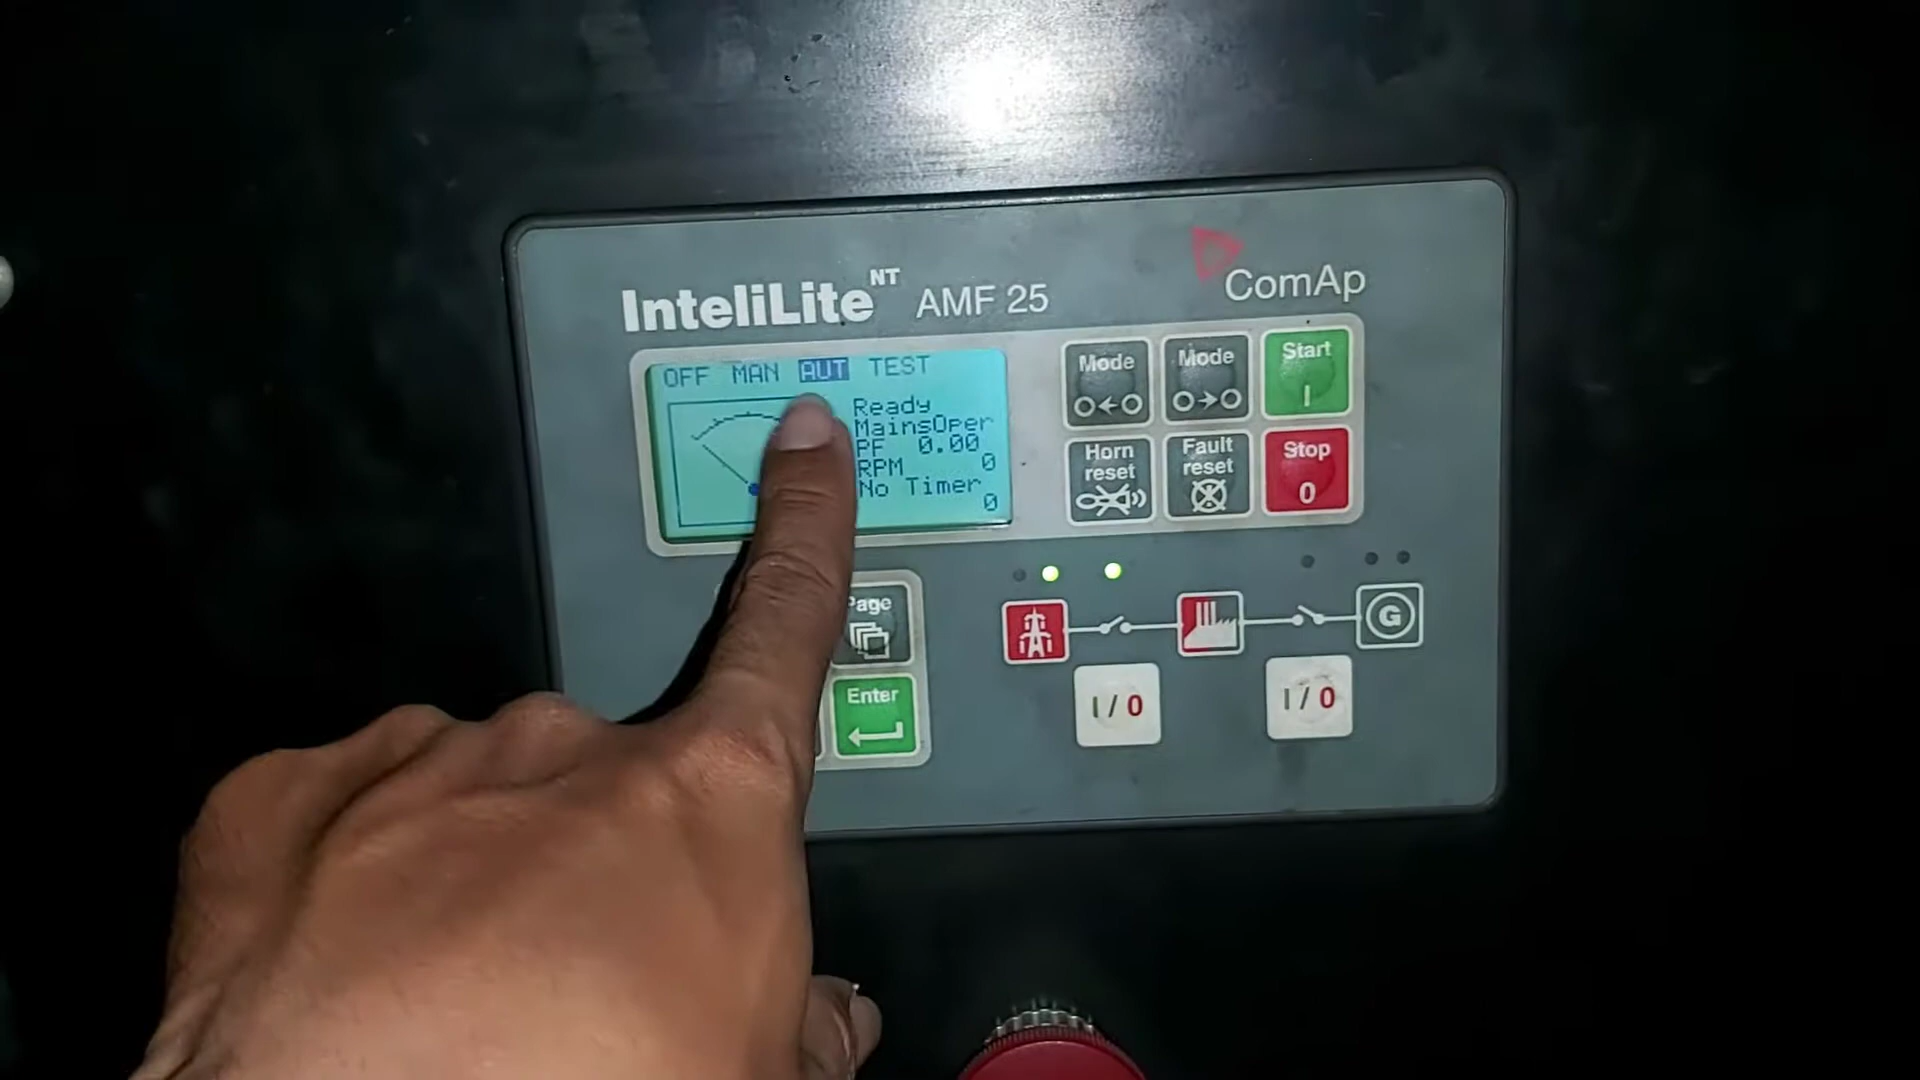 InteliLite NT AMF 25
ComAp
OFF MAN AUT TEST
Ready
MainsOper
PF 0.00
RPM 0
No Timer
0
Mode
Mode
Start
I
Horn
reset
Fault
reset
Stop
0
Page
Enter
G
I / 0
I / 0